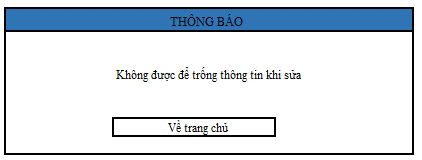 THÔNG BÁO
Không được để trống thông tin khi sửa
Về trang chủ